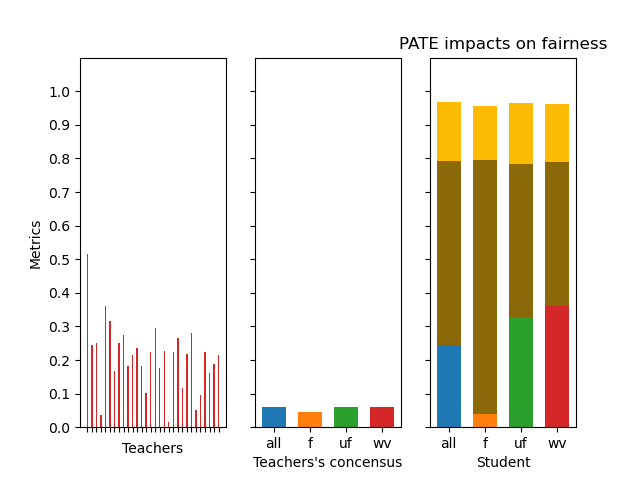 PATE impacts on fairness
Metrics
1.0
0.9
0.8
0.7
0.6
0.5
0.4
0.3
0.2
0.1
0.0
Teachers
all f uf wv
Teachers's concensus
all f uf wv
Student